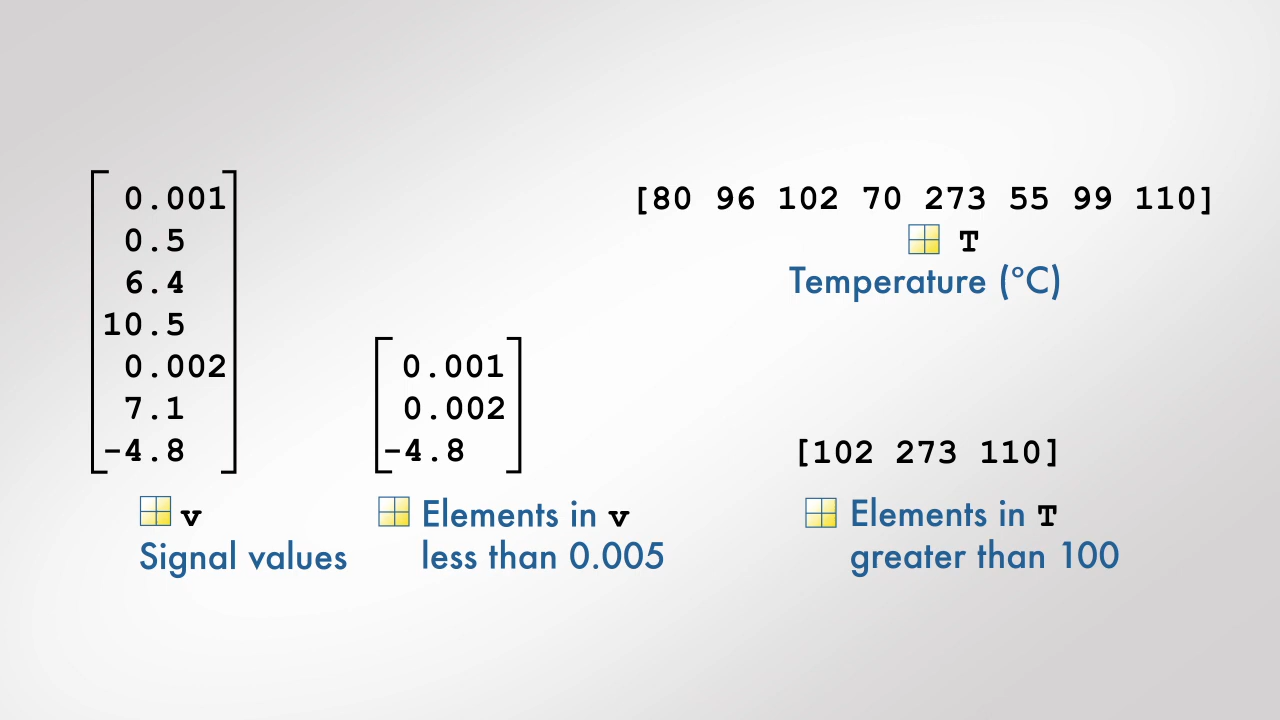 0.001
0.5
6.4
10.5
0.002
7.1
-4.8
v
Signal values
0.001
0.002
-4.8
Elements in v
less than 0.005
[80 96 102 70 273 55 99 110]
T
Temperature (°C)
[102 273 110]
Elements in T
greater than 100